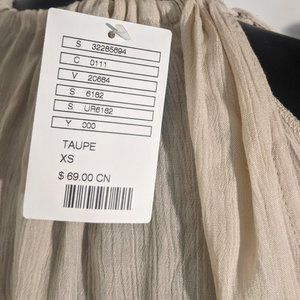 S 32285694
C 0111
V 20684
S 6182
S UR6182
Y 000
TAUPE
XS
$ 69.00 CN